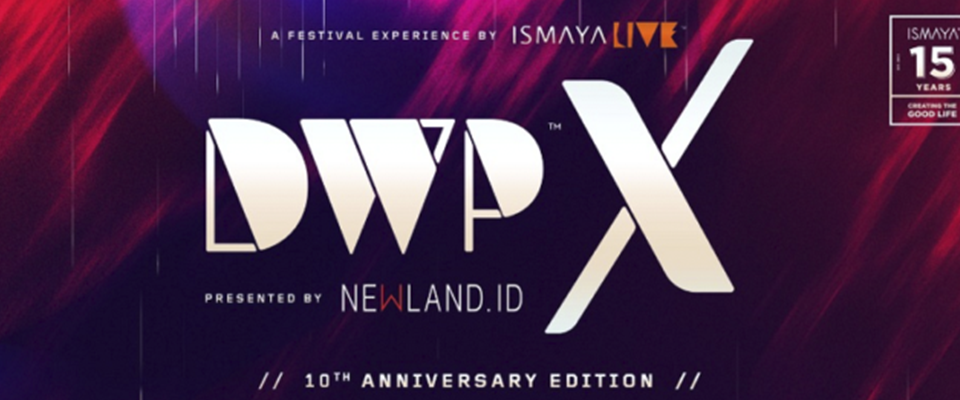 A FESTIVAL EXPERIENCE BY ISMAYA LIVE
ISMAYA
15
YEARS
CREATING THE
GOOD LIFE
DWP™ X
PRESENTED BY NEWLAND.ID
// 10TH ANNIVERSARY EDITION //